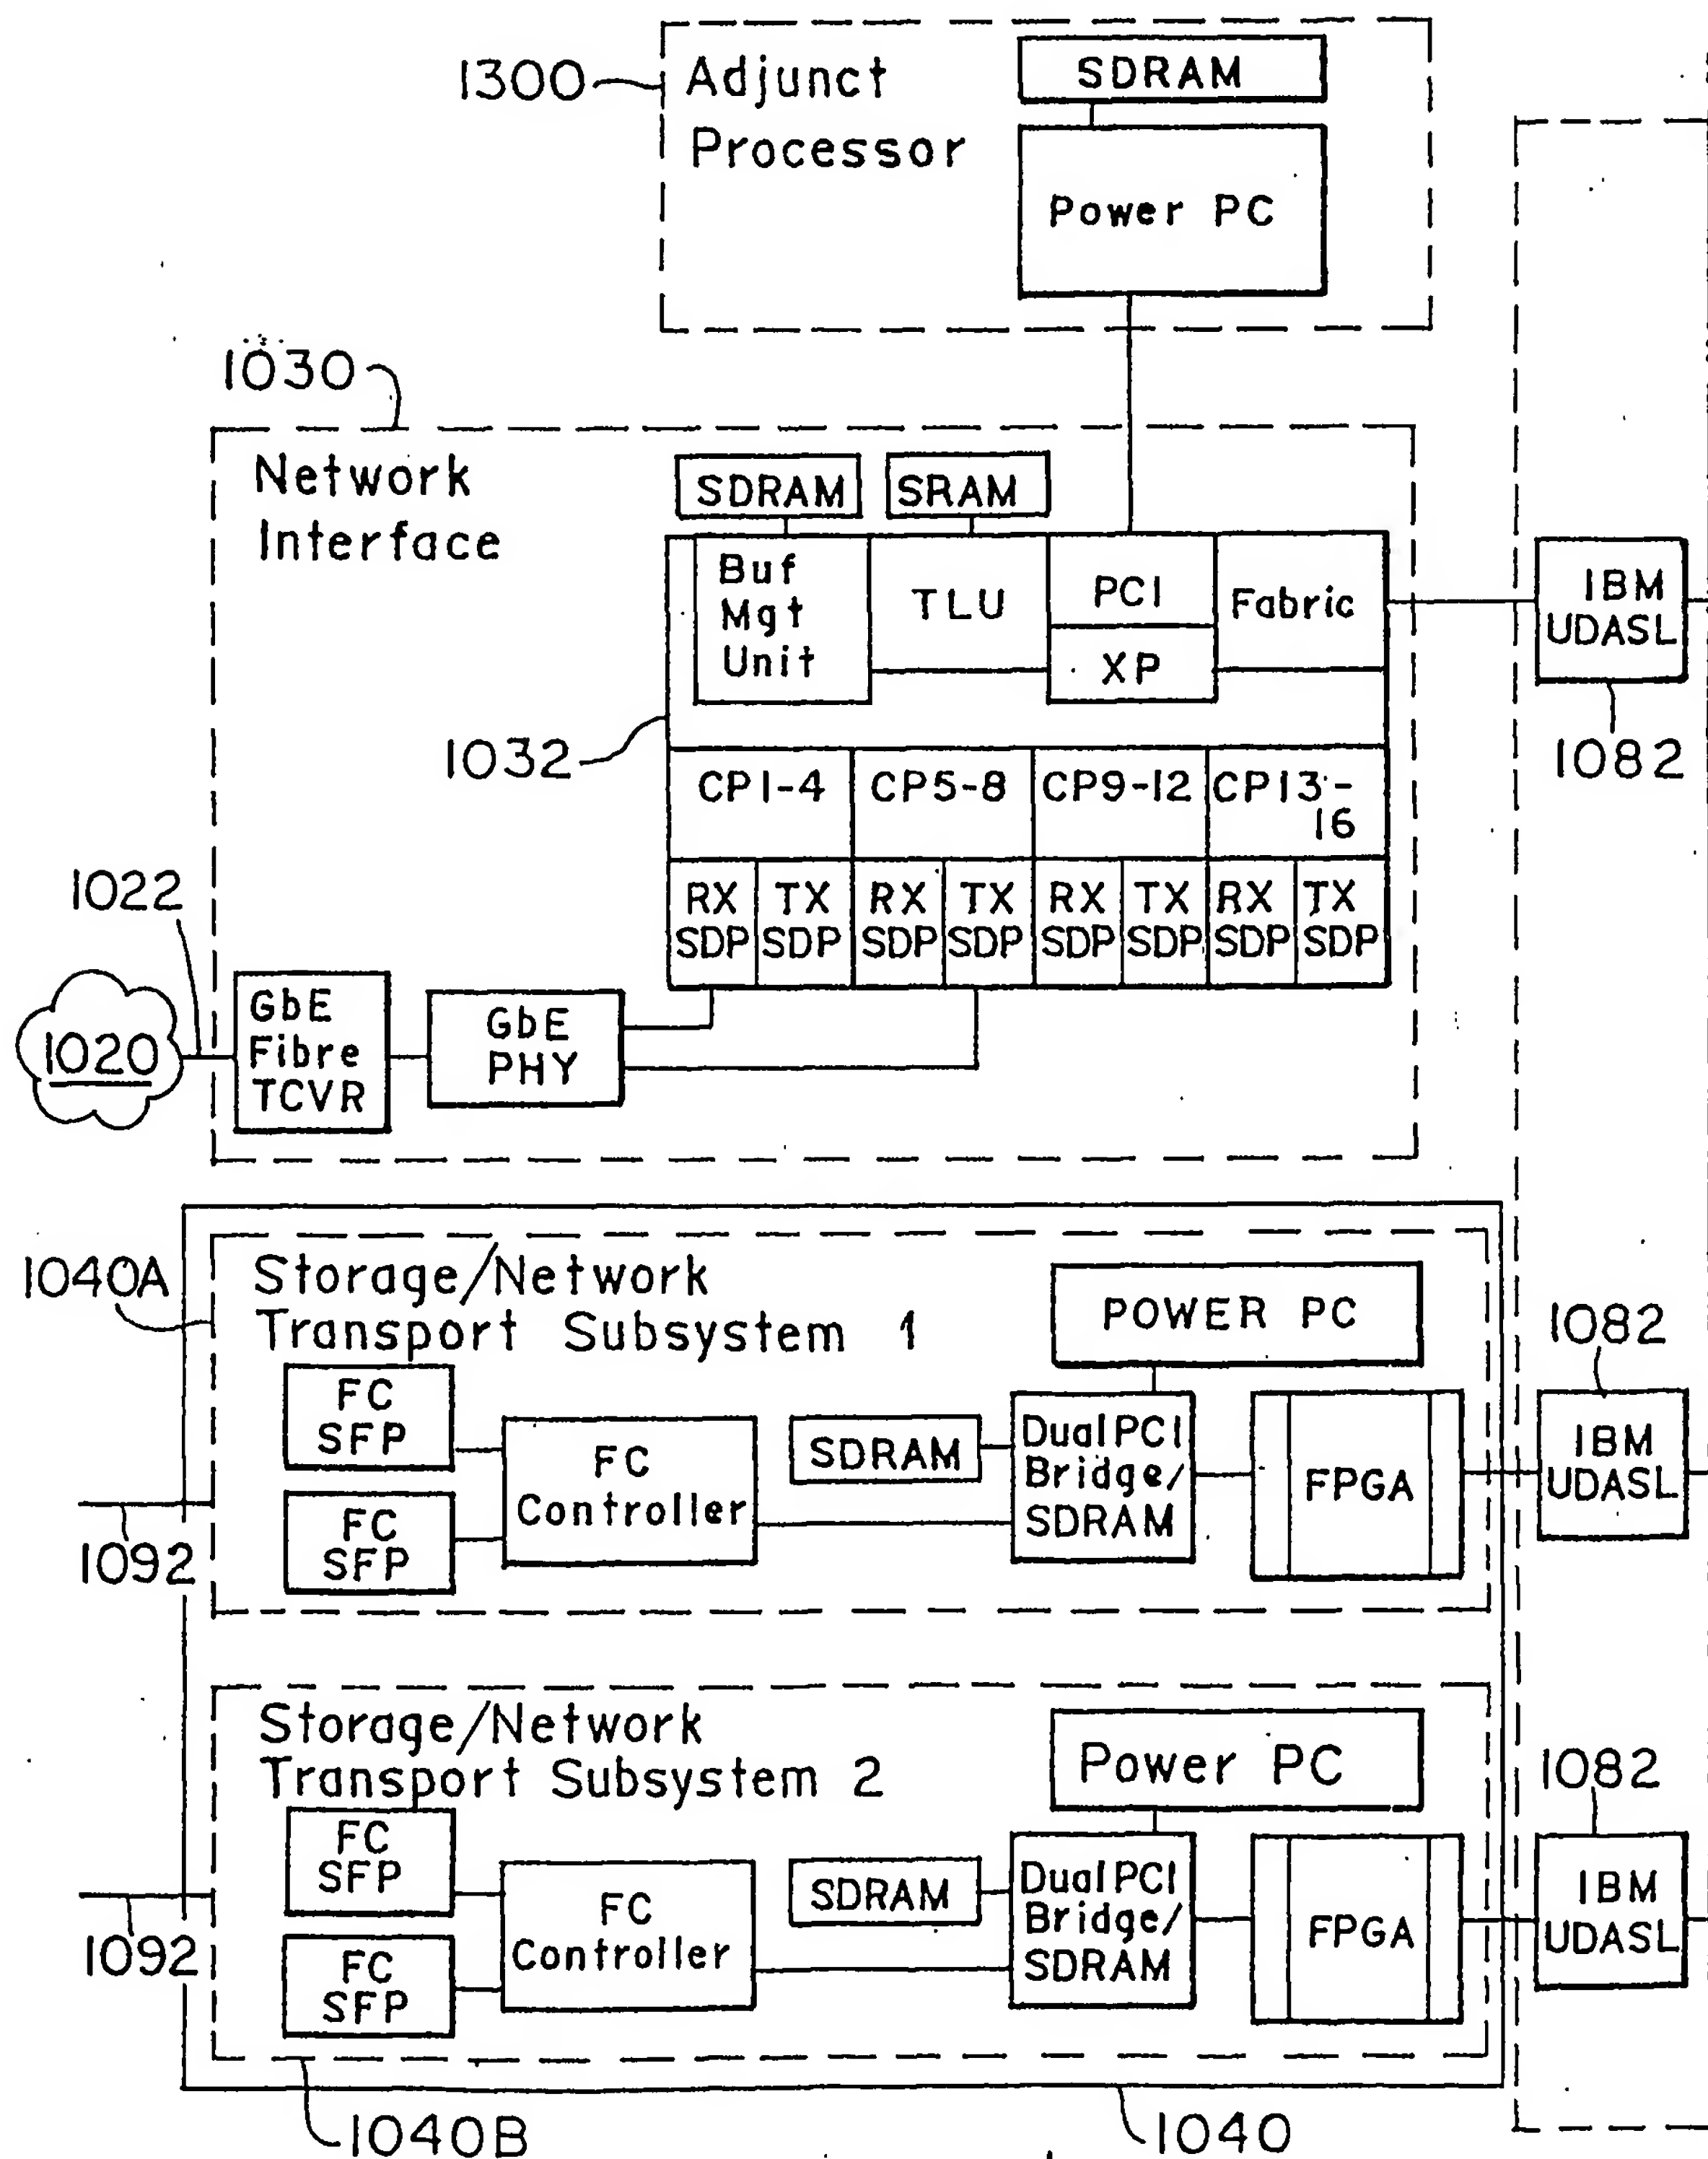 1300
Adjunct
Processor
SDRAM
Power PC
1030
Network
Interface
SDRAM
SRAM
Buf
Mgt
Unit
TLU
PCI
XP
Fabric
IBM
UDASL
1082
1032
CP1-4
CP5-8
CP9-12
CP13-
16
RX
SDP
TX
SDP
RX
SDP
TX
SDP
RX
SDP
TX
SDP
RX
SDP
TX
SDP
1022
1020
GbE
Fibre
TCVR
GbE
PHY
1040A
Storage/Network
Transport Subsystem 1
POWER PC
1082
FC
SFP
FC
SFP
FC
Controller
SDRAM
Dual PCI
Bridge/
SDRAM
FPGA
IBM
UDASL
1092
Storage/Network
Transport Subsystem 2
Power PC
1082
FC
SFP
FC
SFP
FC
Controller
SDRAM
Dual PCI
Bridge/
SDRAM
FPGA
IBM
UDASL
1092
1040B
1040